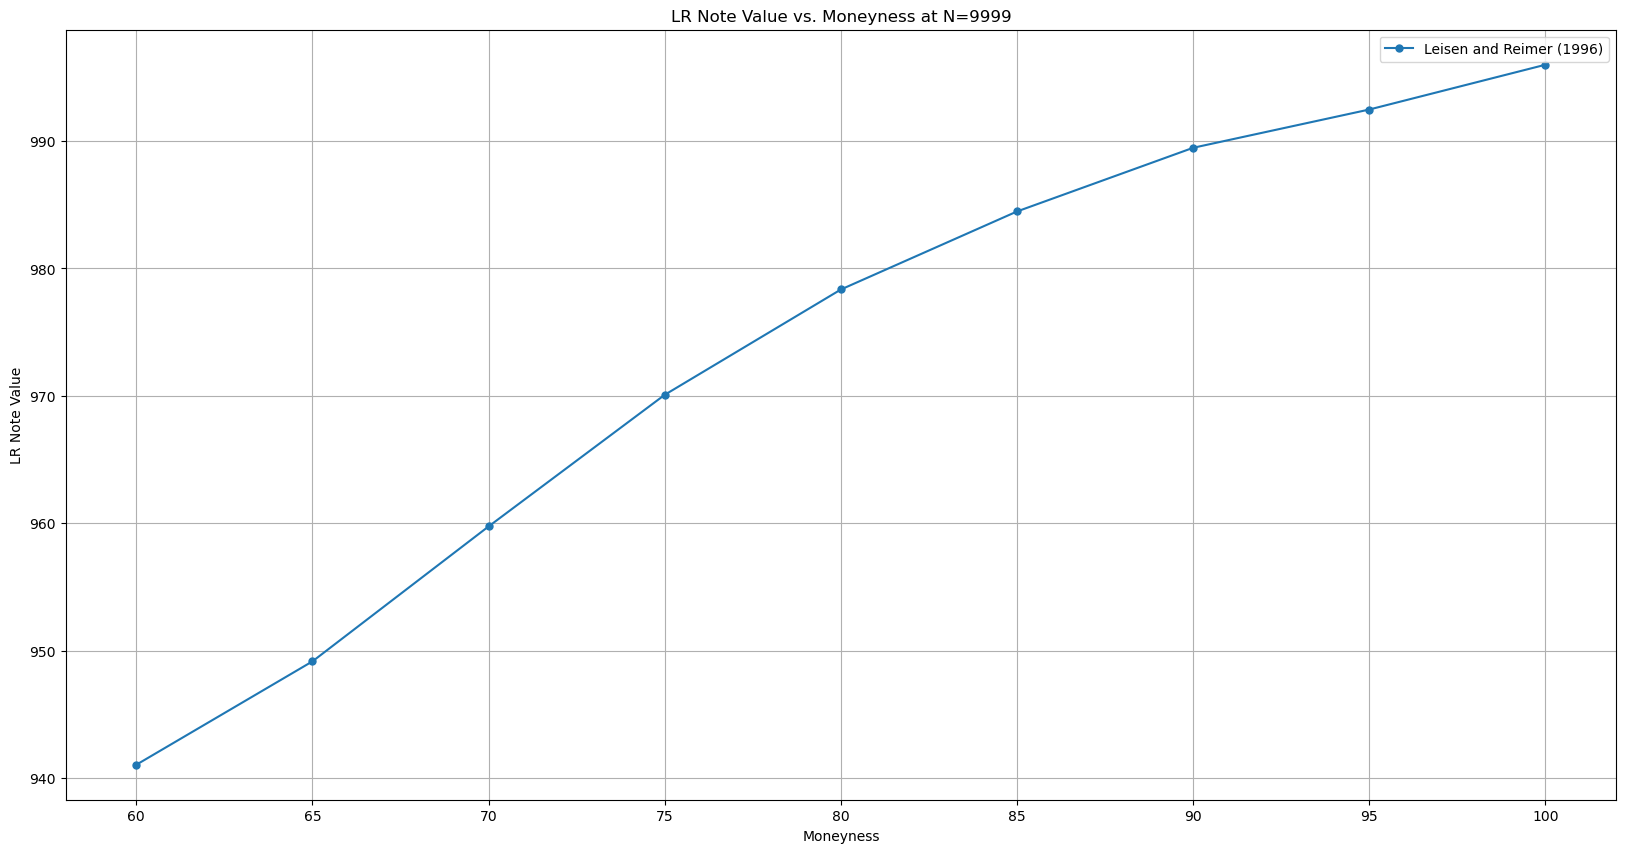 LR Note Value vs. Moneyness at N=9999
Leisen and Reimer (1996)
990
980
970
960
950
940
LR Note Value
60 65 70 75 80 85 90 95 100
Moneyness